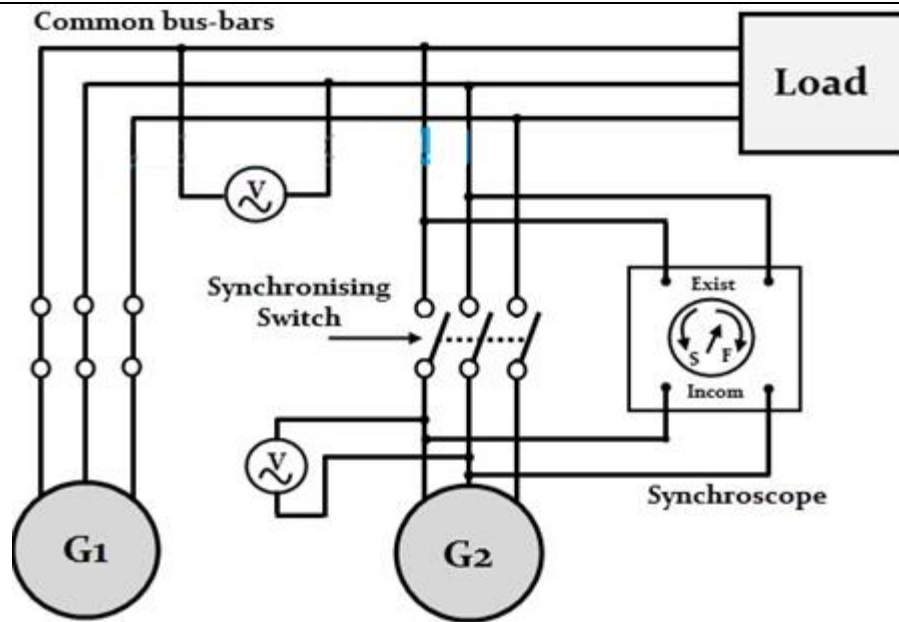 Common bus-bars
Load
V
Synchronising
Switch
Exist
S F
Incom
V
Synchroscope
G1
G2